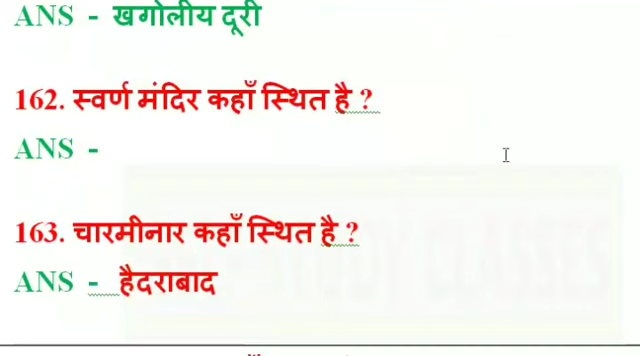 ANS - खगोलीय दूरी
162. स्वर्ण मंदिर कहाँ स्थित है ?
ANS -
163. चारमीनार कहाँ स्थित है ?
ANS - हैदराबाद